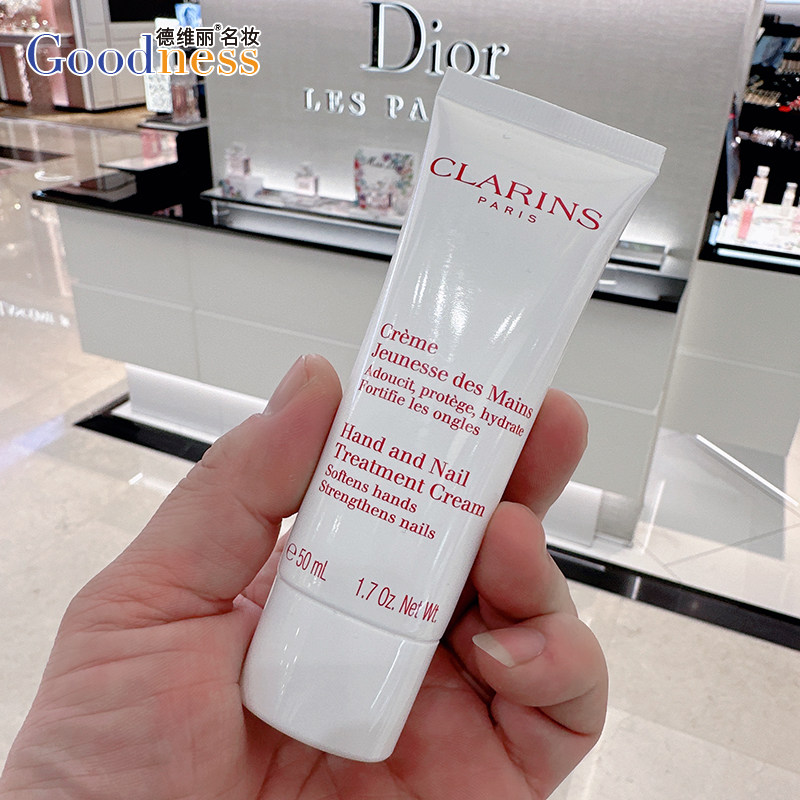 德维丽®名妆
Goodness
Dior
LES PA
CLARINS
PARIS
Crème
Jeunesse des Mains
Adoucit, protège, hydrate
Fortifie les ongles
Hand and Nail
Treatment Cream
Softens hands
Strengthens nails
e 50 mL 1.7 Oz. Net Wt.